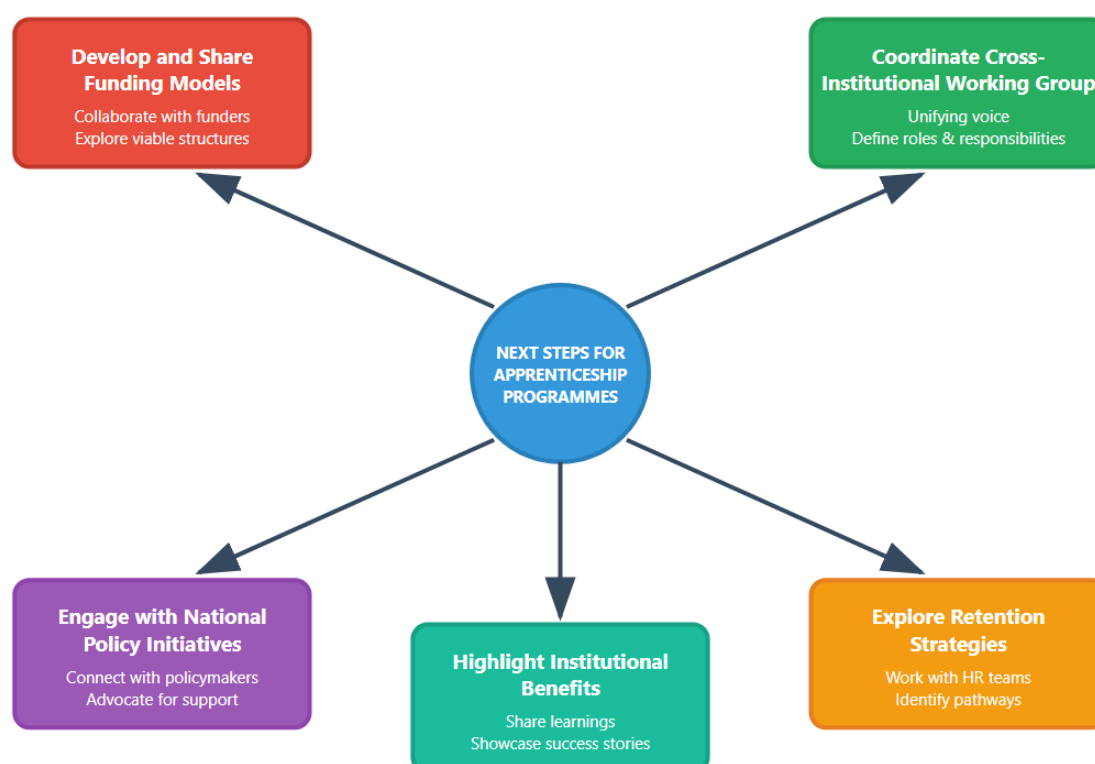 Develop and Share
Funding Models
Collaborate with funders
Explore viable structures
Coordinate Cross-
Institutional Working Group
Unifying voice
Define roles & responsibilities
NEXT STEPS FOR
APPRENTICESHIP
PROGRAMMES
Engage with National
Policy Initiatives
Connect with policymakers
Advocate for support
Highlight Institutional
Benefits
Share learnings
Showcase success stories
Explore Retention
Strategies
Work with HR teams
Identify pathways